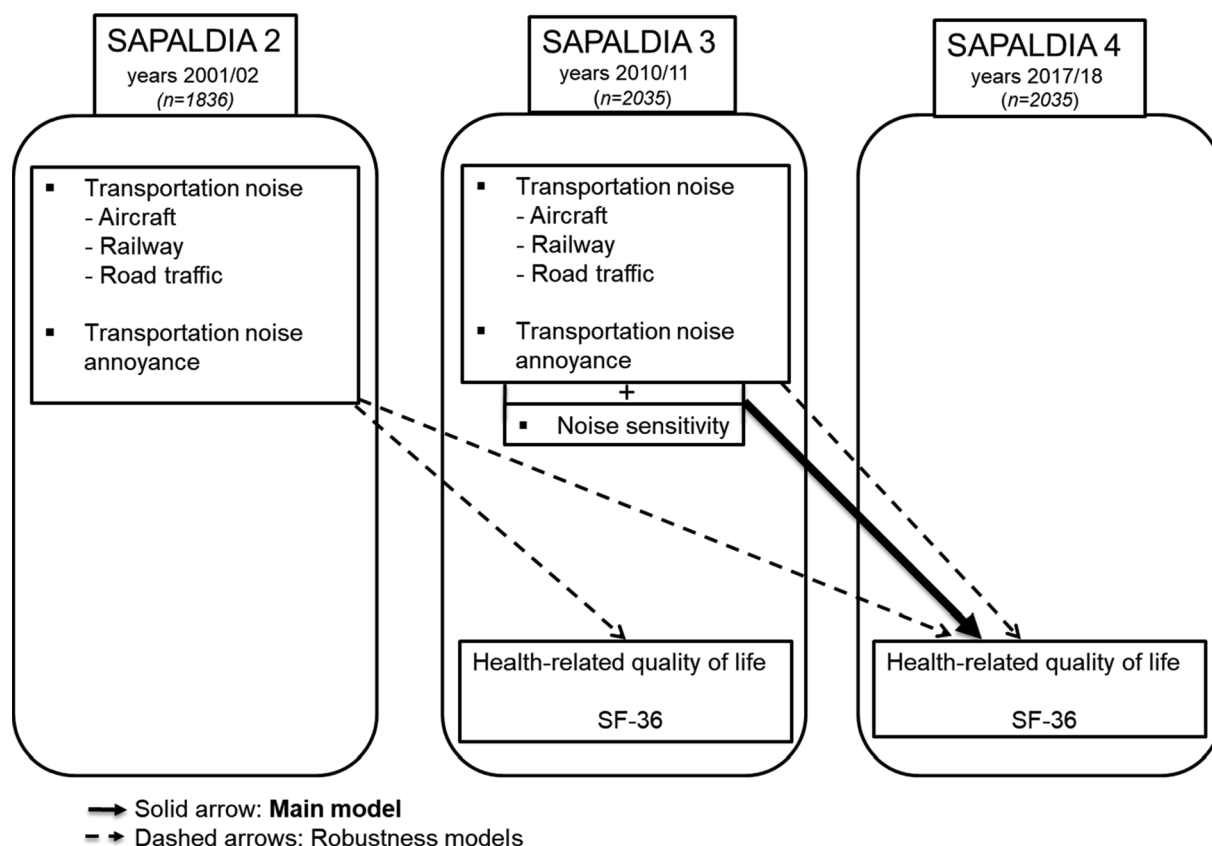 SAPALDIA 2
years 2001/02
(n=1836)
▪ Transportation noise
- Aircraft
- Railway
- Road traffic
▪ Transportation noise
annoyance
SAPALDIA 3
years 2010/11
(n=2035)
▪ Transportation noise
- Aircraft
- Railway
- Road traffic
▪ Transportation noise
annoyance
+
▪ Noise sensitivity
Health-related quality of life
SF-36
SAPALDIA 4
years 2017/18
(n=2035)
Health-related quality of life
SF-36
Solid arrow: Main model
Dashed arrows: Robustness models